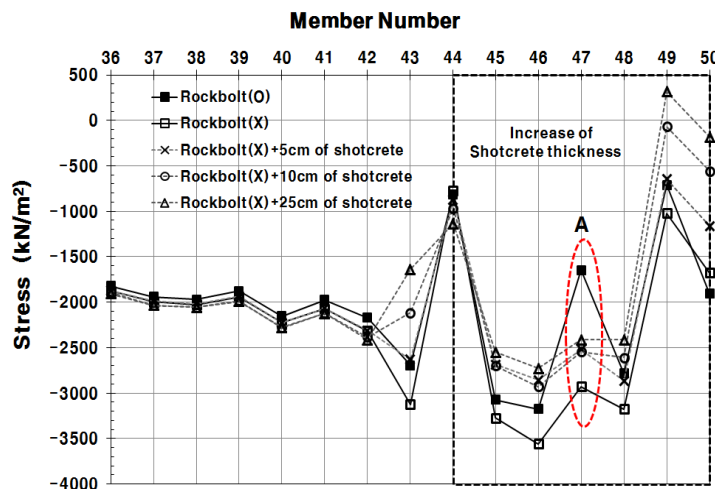 Member Number
36 37 38 39 40 41 42 43 44 45 46 47 48 49 50
500
0
-500
-1000
-1500
-2000
-2500
-3000
-3500
-4000
Stress (kN/m²)
Rockbolt(O)
Rockbolt(X)
Rockbolt(X)+5cm of shotcrete
Rockbolt(X)+10cm of shotcrete
Rockbolt(X)+25cm of shotcrete
Increase of
Shotcrete thickness
A